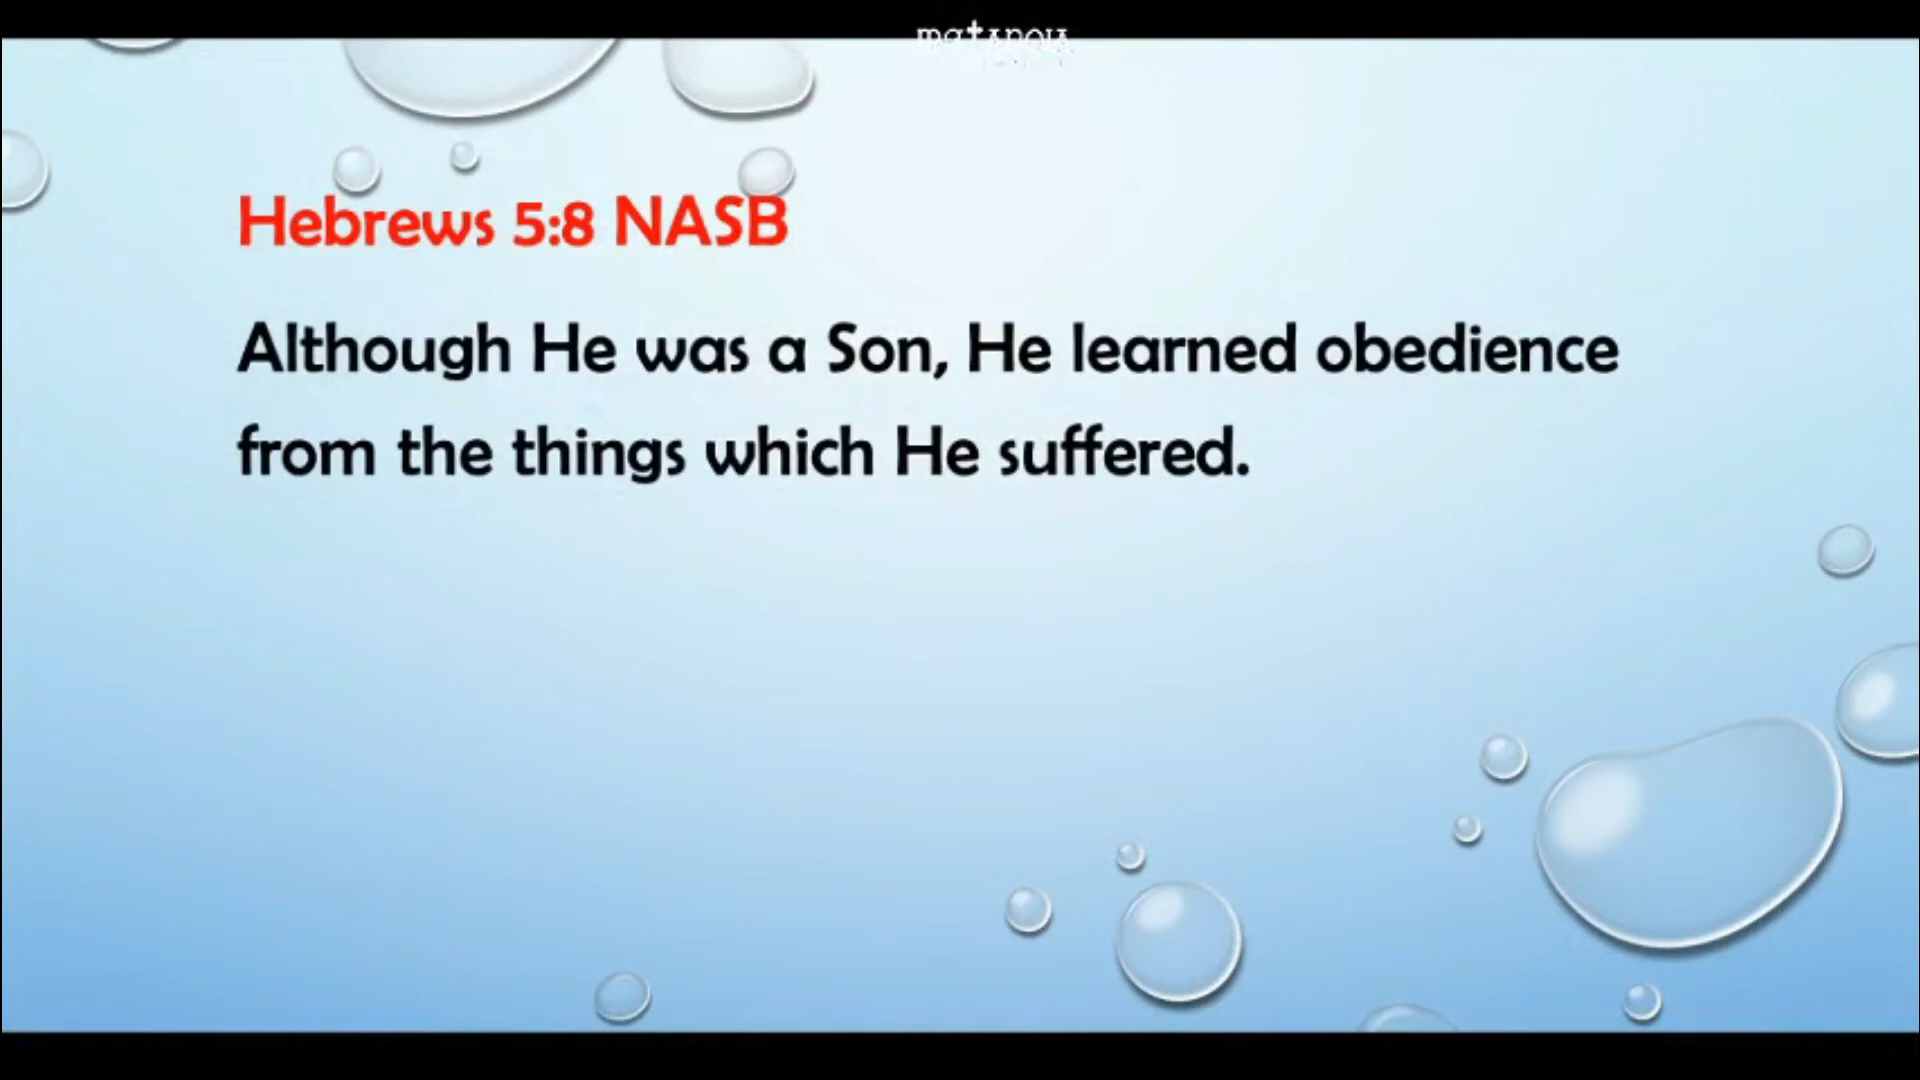 Hebrews 5:8 NASB
Although He was a Son, He learned obedience
from the things which He suffered.